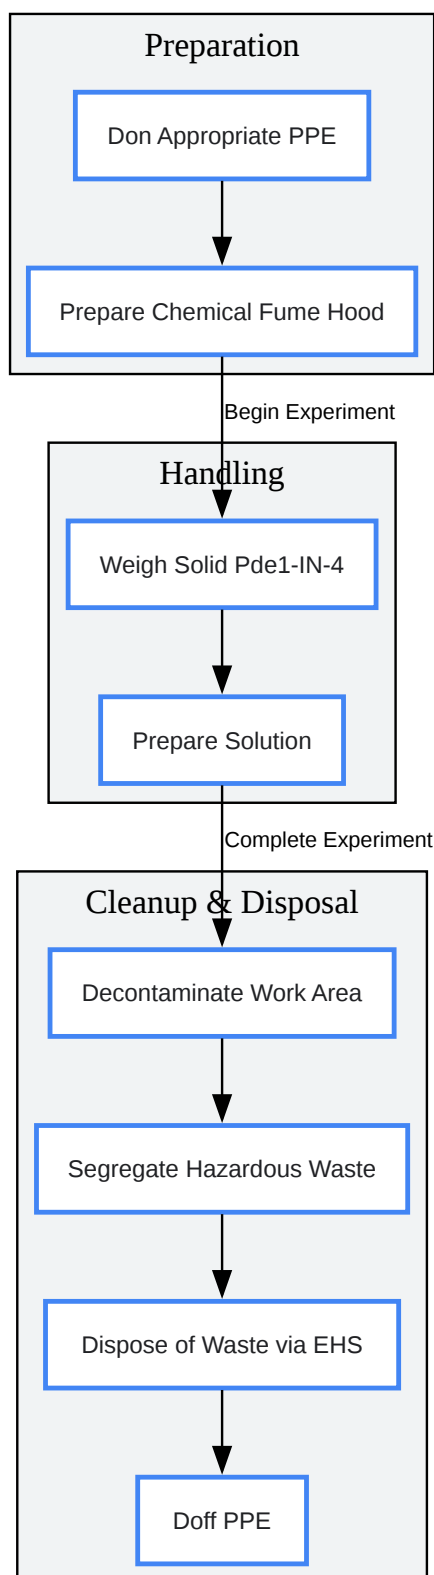 Preparation
Don Appropriate PPE
Prepare Chemical Fume Hood
Begin Experiment
Handling
Weigh Solid Pde1-IN-4
Prepare Solution
Complete Experiment
Cleanup & Disposal
Decontaminate Work Area
Segregate Hazardous Waste
Dispose of Waste via EHS
Doff PPE